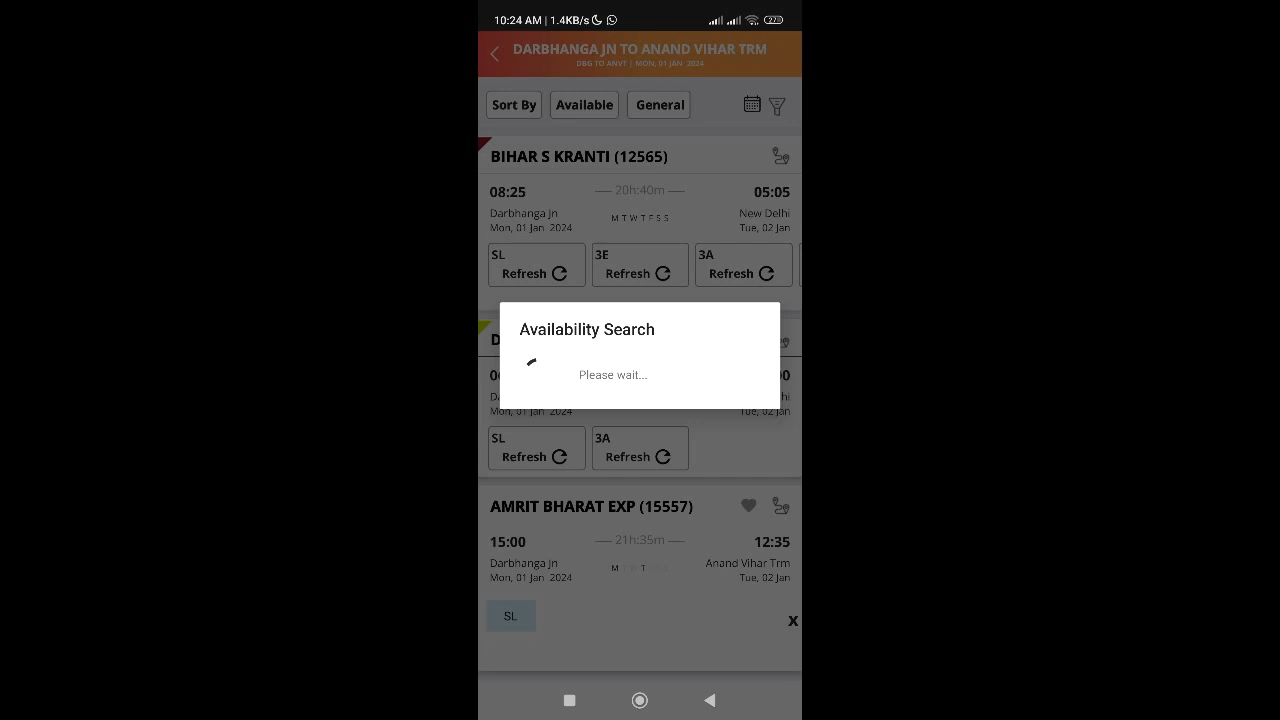 10:24 AM | 1.4KB/s
27
DARBHANGA JN TO ANAND VIHAR TRM
DBG TO ANVT | MON, 01 JAN 2024
Sort By Available General
BIHAR S KRANTI (12565)
08:25 20h:40m 05:05
Darbhanga Jn M T W T F S S New Delhi
Mon, 01 Jan 2024 Tue, 02 Jan
SL 3E 3A
Refresh Refresh Refresh
Availability Search
Please wait...
Mon, 01 Jan 2024 Tue, 02 Jan
SL 3A
Refresh Refresh
AMRIT BHARAT EXP (15557)
15:00 21h:35m 12:35
Darbhanga Jn M T W T Anand Vihar Trm
Mon, 01 Jan 2024 Tue, 02 Jan
SL X